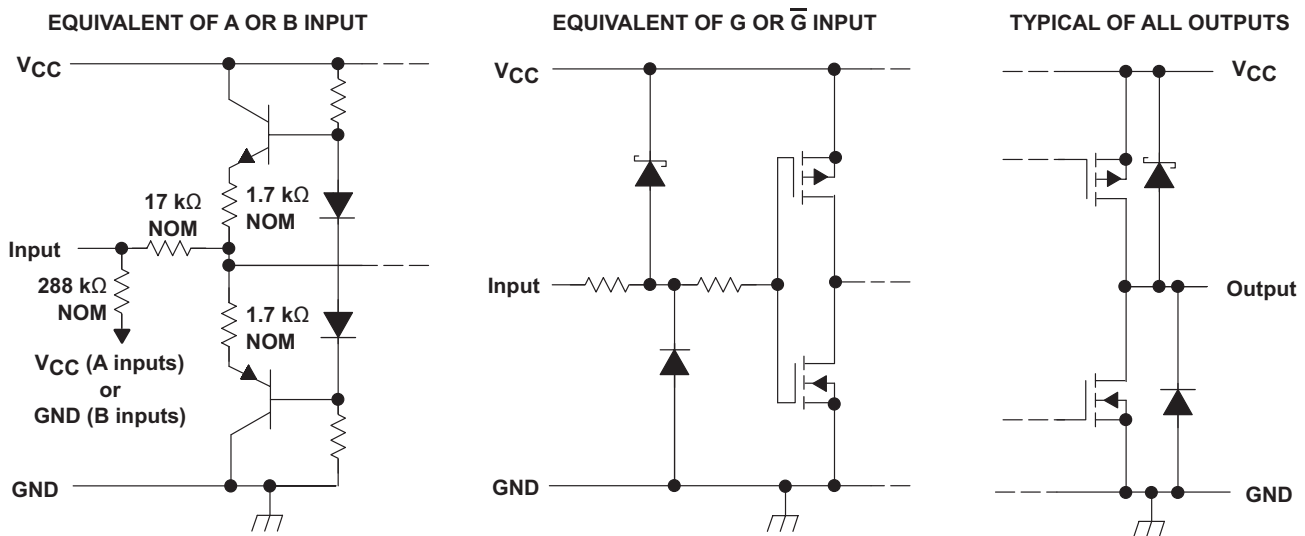 EQUIVALENT OF A OR B INPUT
VCC
17 kΩ
NOM
1.7 kΩ
NOM
Input
288 kΩ
NOM
1.7 kΩ
NOM
VCC (A inputs)
or
GND (B inputs)
GND
EQUIVALENT OF G OR G̅ INPUT
VCC
Input
GND
TYPICAL OF ALL OUTPUTS
VCC
Output
GND